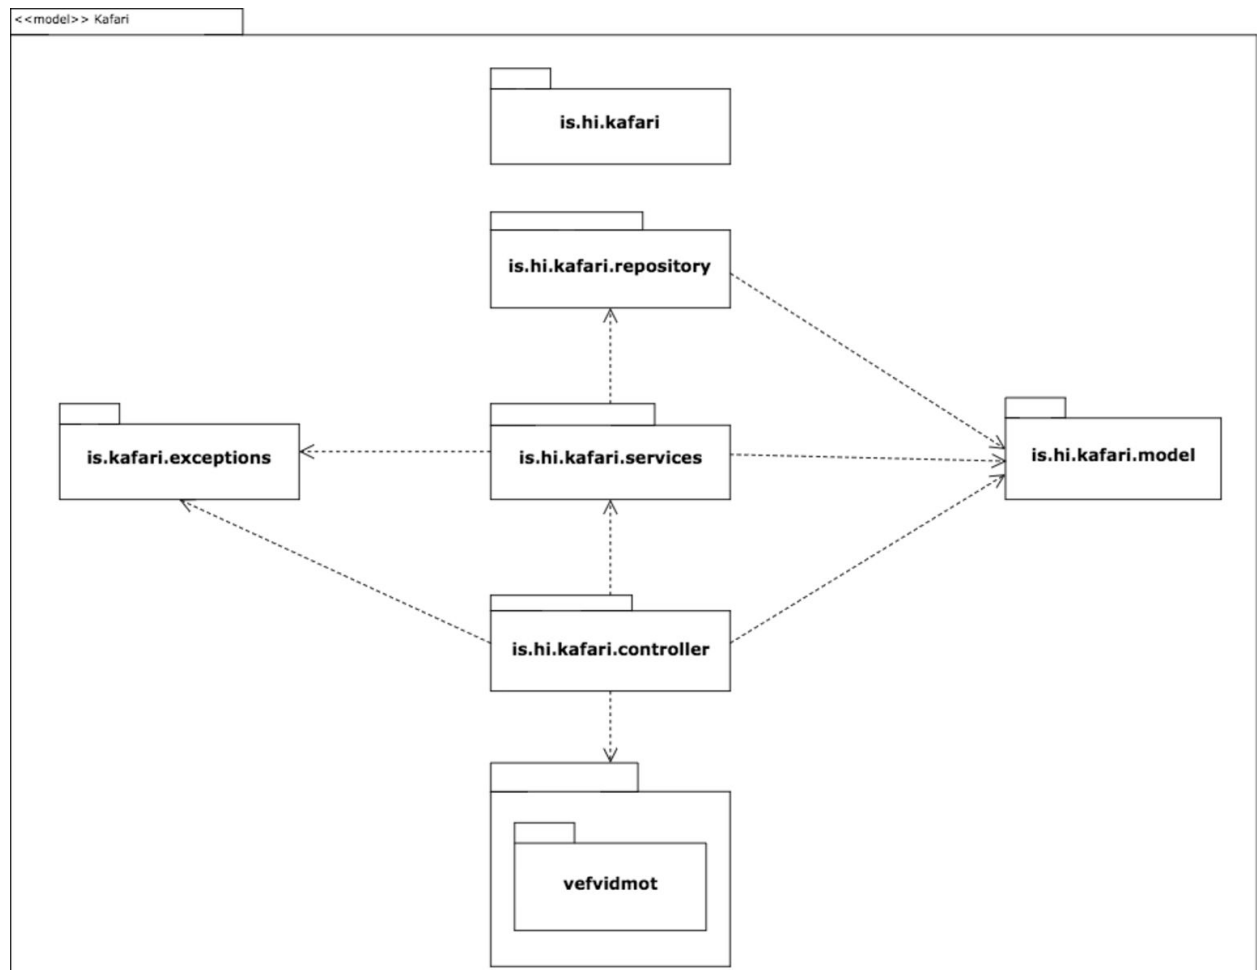 <<model>> Kafari
is.hi.kafari
is.hi.kafari.repository
is.kafari.exceptions
is.hi.kafari.services
is.hi.kafari.model
is.hi.kafari.controller
vefvidmot